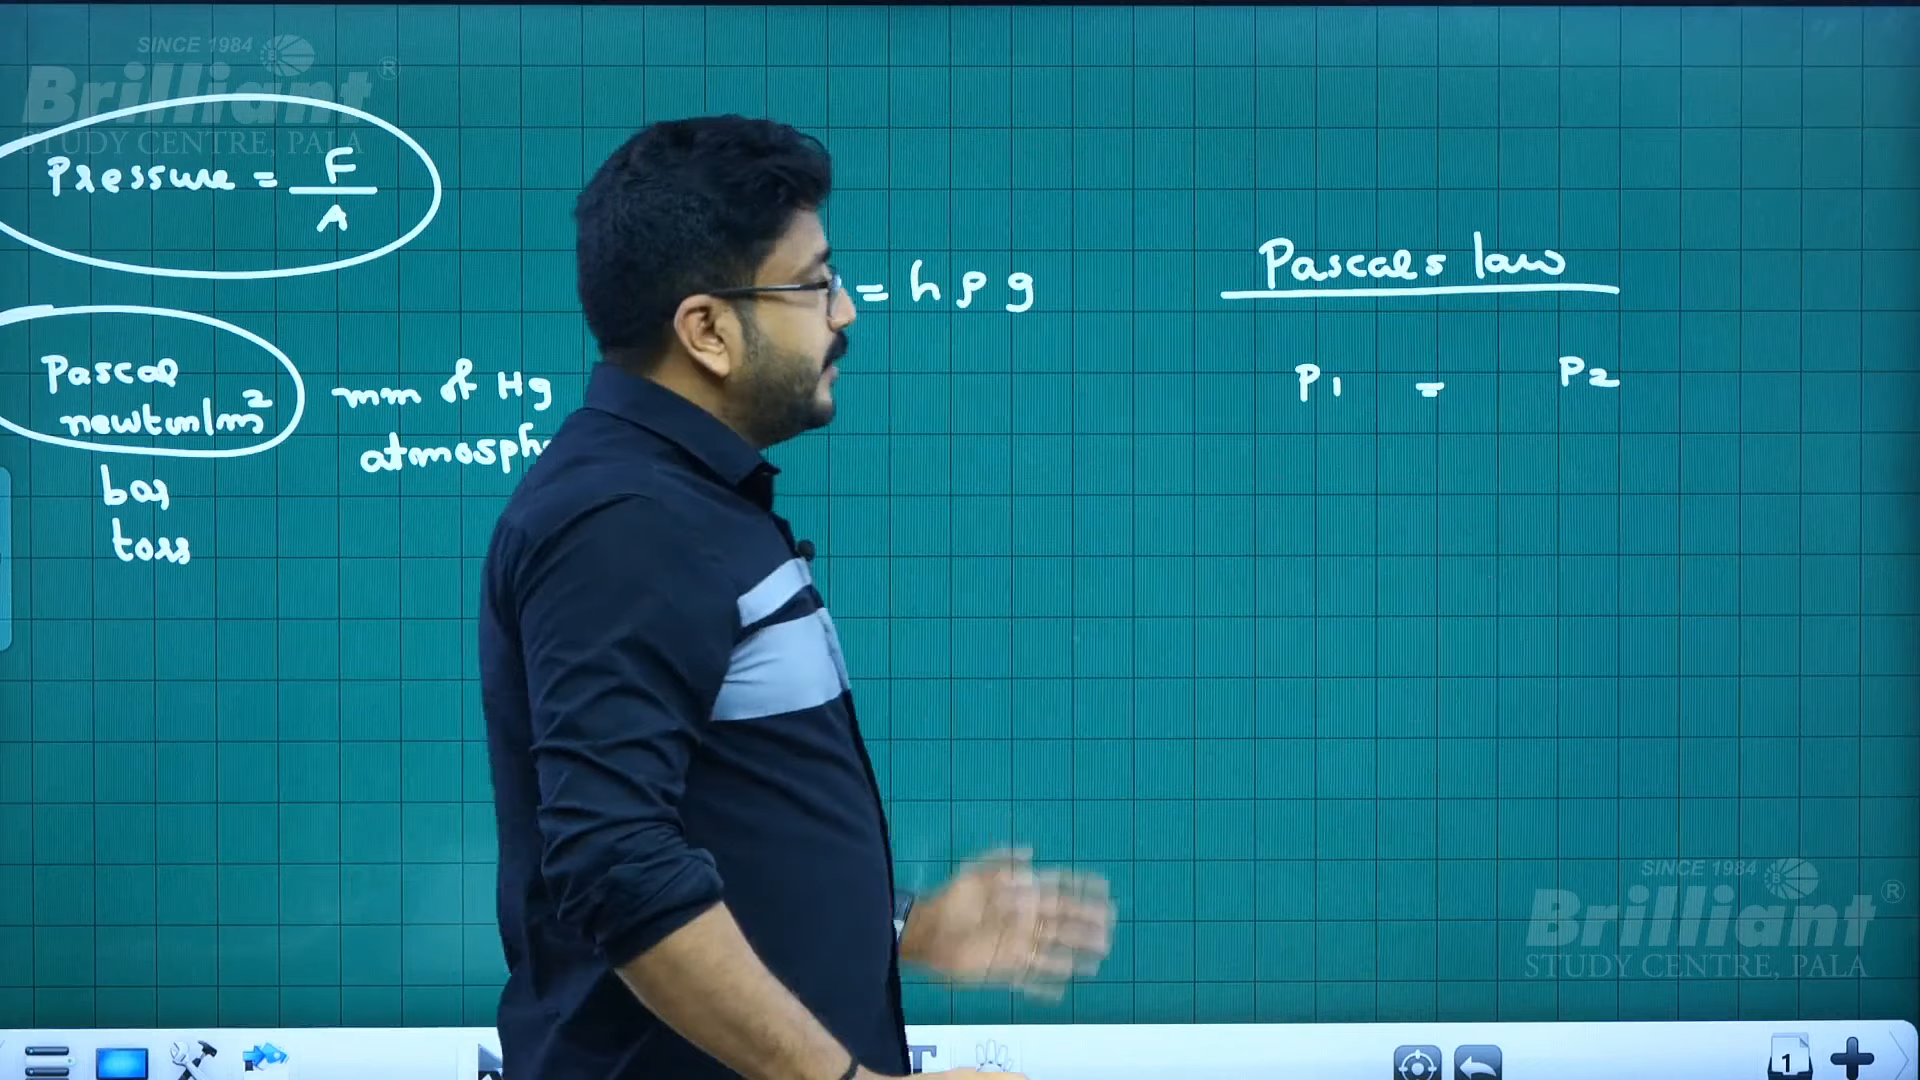 SINCE 1984
Brilliant®
STUDY CENTRE, PALA
Pressure = F
A
= h ρ g
Pascals law
P1 = P2
Pascal
newton/m²
mm of Hg
bar
torr
SINCE 1984
Brilliant®
STUDY CENTRE, PALA
1